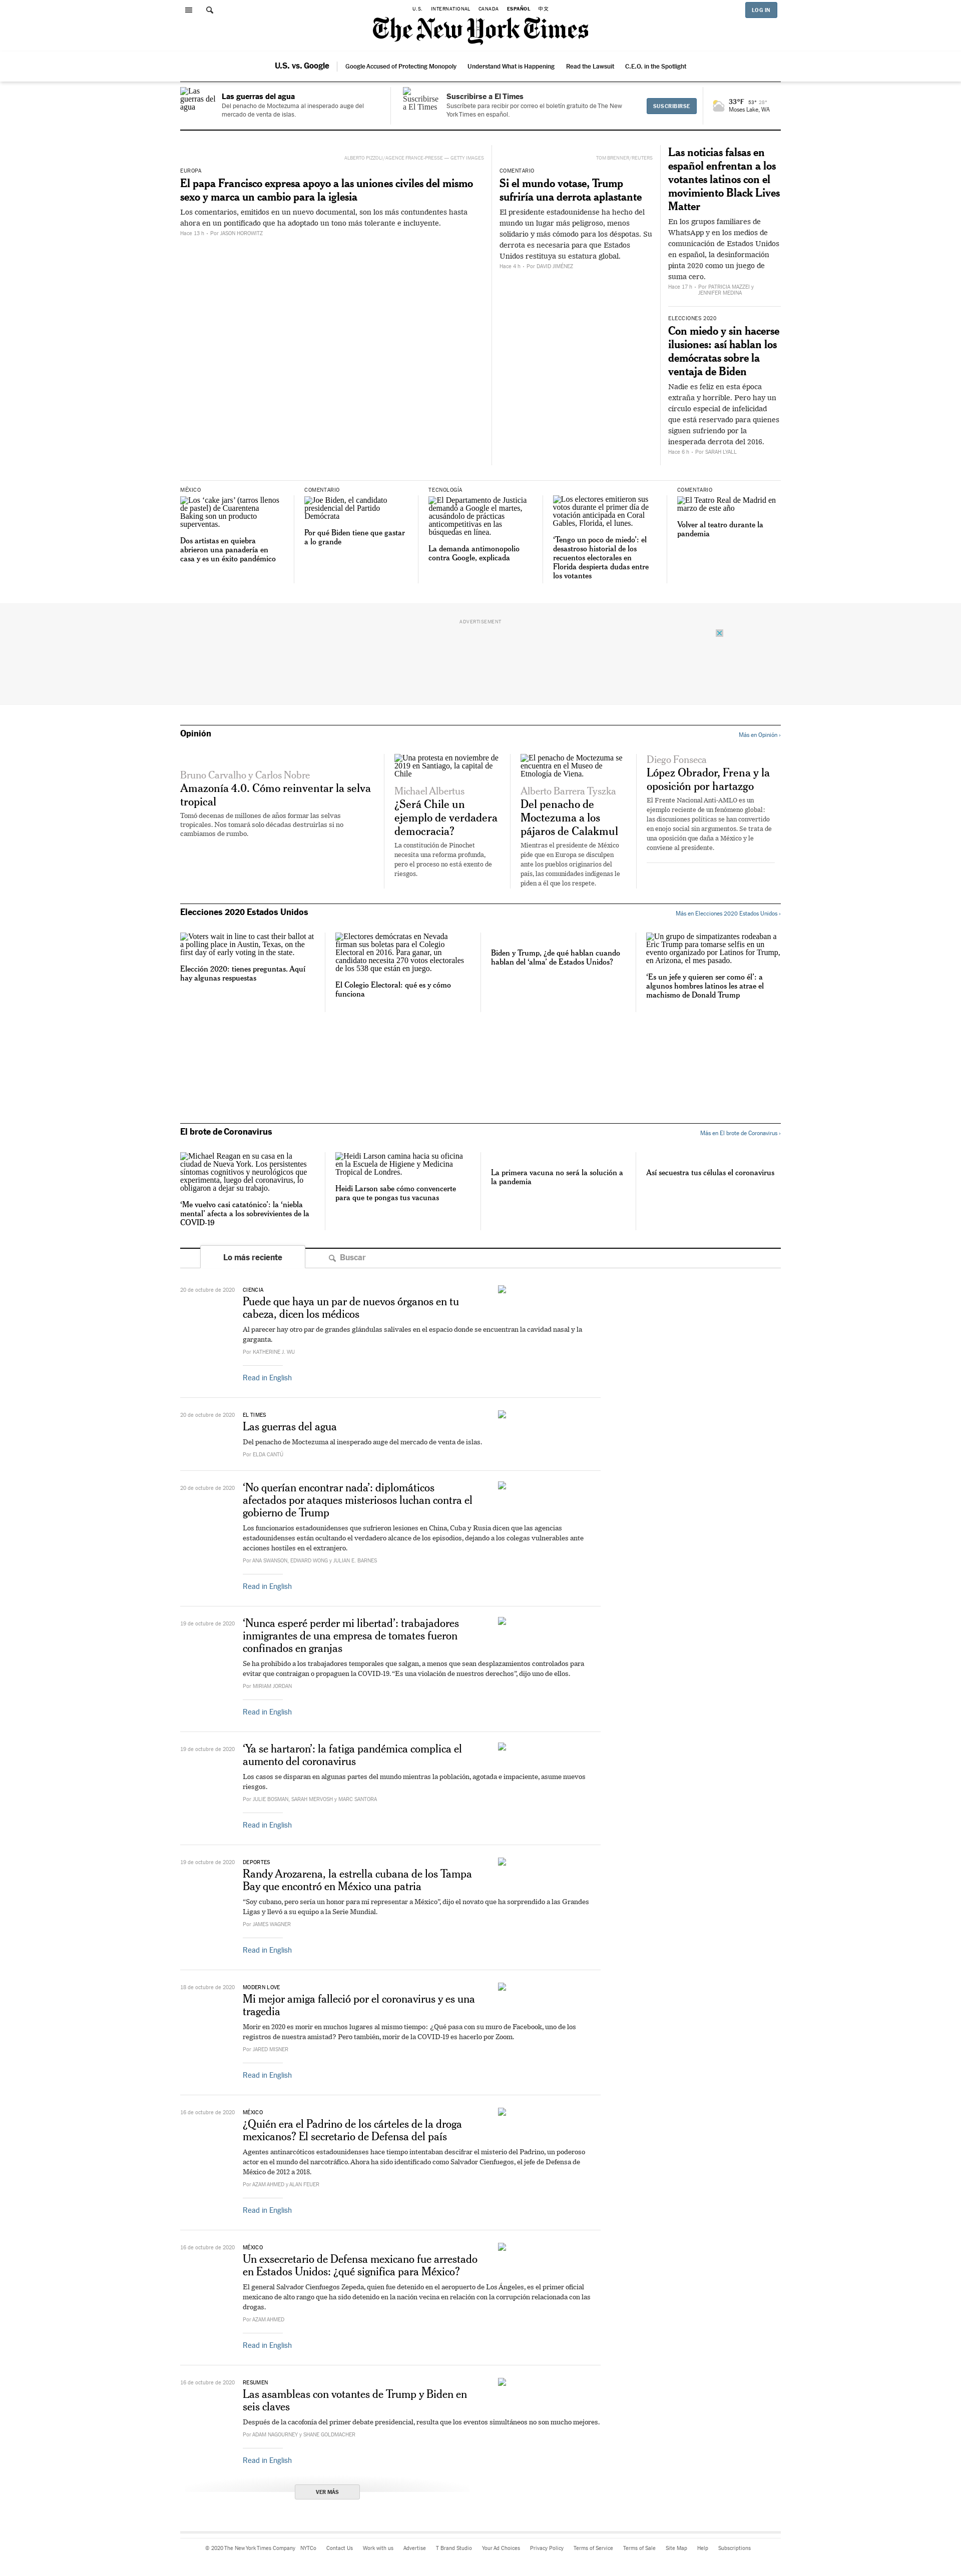 U.S. INTERNATIONAL CANADA ESPAÑOL 中文
LOG IN
The New York Times
U.S. vs. Google
Google Accused of Protecting Monopoly
Understand What is Happening
Read the Lawsuit
C.E.O. in the Spotlight
Las guerras del agua
Las guerras del agua
Del penacho de Moctezuma al inesperado auge del
mercado de venta de islas.
Suscribirse
a El Times
Suscribirse a El Times
Suscríbete para recibir por correo el boletín gratuito de The New
York Times en español.
SUSCRIBIRSE
33°F 53° 28°
Moses Lake, WA
ALBERTO PIZZOLI/AGENCE FRANCE-PRESSE — GETTY IMAGES
EUROPA
El papa Francisco expresa apoyo a las uniones civiles del mismo
sexo y marca un cambio para la iglesia
Los comentarios, emitidos en un nuevo documental, son los más contundentes hasta
ahora en un pontificado que ha adoptado un tono más tolerante e incluyente.
Hace 13 h - Por JASON HOROWITZ
TOM BRENNER/REUTERS
COMENTARIO
Si el mundo votase, Trump
sufriría una derrota aplastante
El presidente estadounidense ha hecho del
mundo un lugar más peligroso, menos
solidario y más cómodo para los déspotas. Su
derrota es necesaria para que Estados
Unidos restituya su estatura global.
Hace 4 h - Por DAVID JIMÉNEZ
Las noticias falsas en
español enfrentan a los
votantes latinos con el
movimiento Black Lives
Matter
En los grupos familiares de
WhatsApp y en los medios de
comunicación de Estados Unidos
en español, la desinformación
pinta 2020 como un juego de
suma cero.
Hace 17 h - Por PATRICIA MAZZEI y
JENNIFER MEDINA
ELECCIONES 2020
Con miedo y sin hacerse
ilusiones: así hablan los
demócratas sobre la
ventaja de Biden
Nadie es feliz en esta época
extraña y horrible. Pero hay un
círculo especial de infelicidad
que está reservado para quienes
siguen sufriendo por la
inesperada derrota del 2016.
Hace 6 h - Por SARAH LYALL
MÉXICO
Los ‘cake jars’ (tarros llenos
de pastel) de Cuarentena
Baking son un producto
superventas.
Dos artistas en quiebra
abrieron una panadería en
casa y es un éxito pandémico
COMENTARIO
Joe Biden, el candidato
presidencial del Partido
Demócrata
Por qué Biden tiene que gastar
a lo grande
TECNOLOGÍA
El Departamento de Justicia
demandó a Google el martes,
acusándolo de prácticas
anticompetitivas en las
búsquedas en línea.
La demanda antimonopolio
contra Google, explicada
Los electores emitieron sus
votos durante el primer día de
votación anticipada en Coral
Gables, Florida, el lunes.
‘Tengo un poco de miedo’: el
desastroso historial de los
recuentos electorales en
Florida despierta dudas entre
los votantes
COMENTARIO
El Teatro Real de Madrid en
marzo de este año
Volver al teatro durante la
pandemia
ADVERTISEMENT
Opinión
Más en Opinión ›
Bruno Carvalho y Carlos Nobre
Amazonía 4.0. Cómo reinventar la selva
tropical
Tomó decenas de millones de años formar las selvas
tropicales. Nos tomará solo décadas destruirlas si no
cambiamos de rumbo.
Una protesta en noviembre de
2019 en Santiago, la capital de
Chile
Michael Albertus
¿Será Chile un
ejemplo de verdadera
democracia?
La constitución de Pinochet
necesita una reforma profunda,
pero el proceso no está exento de
riesgos.
El penacho de Moctezuma se
encuentra en el Museo de
Etnología de Viena.
Alberto Barrera Tyszka
Del penacho de
Moctezuma a los
pájaros de Calakmul
Mientras el presidente de México
pide que en Europa se disculpen
ante los pueblos originarios del
país, las comunidades indígenas le
piden a él que los respete.
Diego Fonseca
López Obrador, Frena y la
oposición por hartazgo
El Frente Nacional Anti-AMLO es un
ejemplo reciente de un fenómeno global:
las discusiones políticas se han convertido
en enojo social sin argumentos. Se trata de
una oposición que daña a México y le
conviene al presidente.
Elecciones 2020 Estados Unidos
Más en Elecciones 2020 Estados Unidos ›
Voters wait in line to cast their ballot at
a polling place in Austin, Texas, on the
first day of early voting in the state.
Elección 2020: tienes preguntas. Aquí
hay algunas respuestas
Electores demócratas en Nevada
firman sus boletas para el Colegio
Electoral en 2016. Para ganar, un
candidato necesita 270 votos electorales
de los 538 que están en juego.
El Colegio Electoral: qué es y cómo
funciona
Biden y Trump, ¿de qué hablan cuando
hablan del ‘alma’ de Estados Unidos?
Un grupo de simpatizantes rodeaban a
Eric Trump para tomarse selfis en un
evento organizado por Latinos for Trump,
en Arizona, el mes pasado.
‘Es un jefe y quieren ser como él’: a
algunos hombres latinos les atrae el
machismo de Donald Trump
El brote de Coronavirus
Más en El brote de Coronavirus ›
Michael Reagan en su casa en la
ciudad de Nueva York. Los persistentes
síntomas cognitivos y neurológicos que
experimenta, luego del coronavirus, lo
obligaron a dejar su trabajo.
‘Me vuelvo casi catatónico’: la ‘niebla
mental’ afecta a los sobrevivientes de la
COVID-19
Heidi Larson camina hacia su oficina
en la Escuela de Higiene y Medicina
Tropical de Londres.
Heidi Larson sabe cómo convencerte
para que te pongas tus vacunas
La primera vacuna no será la solución a
la pandemia
Así secuestra tus células el coronavirus
Lo más reciente
Buscar
20 de octubre de 2020
CIENCIA
Puede que haya un par de nuevos órganos en tu
cabeza, dicen los médicos
Al parecer hay otro par de grandes glándulas salivales en el espacio donde se encuentran la cavidad nasal y la
garganta.
Por KATHERINE J. WU
Read in English
20 de octubre de 2020
EL TIMES
Las guerras del agua
Del penacho de Moctezuma al inesperado auge del mercado de venta de islas.
Por ELDA CANTÚ
20 de octubre de 2020
‘No querían encontrar nada’: diplomáticos
afectados por ataques misteriosos luchan contra el
gobierno de Trump
Los funcionarios estadounidenses que sufrieron lesiones en China, Cuba y Rusia dicen que las agencias
estadounidenses están ocultando el verdadero alcance de los episodios, dejando a los colegas vulnerables ante
acciones hostiles en el extranjero.
Por ANA SWANSON, EDWARD WONG y JULIAN E. BARNES
Read in English
19 de octubre de 2020
‘Nunca esperé perder mi libertad’: trabajadores
inmigrantes de una empresa de tomates fueron
confinados en granjas
Se ha prohibido a los trabajadores temporales que salgan, a menos que sean desplazamientos controlados para
evitar que contraigan o propaguen la COVID-19. “Es una violación de nuestros derechos”, dijo uno de ellos.
Por MIRIAM JORDAN
Read in English
19 de octubre de 2020
‘Ya se hartaron’: la fatiga pandémica complica el
aumento del coronavirus
Los casos se disparan en algunas partes del mundo mientras la población, agotada e impaciente, asume nuevos
riesgos.
Por JULIE BOSMAN, SARAH MERVOSH y MARC SANTORA
Read in English
19 de octubre de 2020
DEPORTES
Randy Arozarena, la estrella cubana de los Tampa
Bay que encontró en México una patria
“Soy cubano, pero sería un honor para mí representar a México”, dijo el novato que ha sorprendido a las Grandes
Ligas y llevó a su equipo a la Serie Mundial.
Por JAMES WAGNER
Read in English
18 de octubre de 2020
MODERN LOVE
Mi mejor amiga falleció por el coronavirus y es una
tragedia
Morir en 2020 es morir en muchos lugares al mismo tiempo: ¿Qué pasa con su muro de Facebook, uno de los
registros de nuestra amistad? Pero también, morir de la COVID-19 es hacerlo por Zoom.
Por JARED MISNER
Read in English
16 de octubre de 2020
MÉXICO
¿Quién era el Padrino de los cárteles de la droga
mexicanos? El secretario de Defensa del país
Agentes antinarcóticos estadounidenses hace tiempo intentaban descifrar el misterio del Padrino, un poderoso
actor en el mundo del narcotráfico. Ahora ha sido identificado como Salvador Cienfuegos, el jefe de Defensa de
México de 2012 a 2018.
Por AZAM AHMED y ALAN FEUER
Read in English
16 de octubre de 2020
MÉXICO
Un exsecretario de Defensa mexicano fue arrestado
en Estados Unidos: ¿qué significa para México?
El general Salvador Cienfuegos Zepeda, quien fue detenido en el aeropuerto de Los Ángeles, es el primer oficial
mexicano de alto rango que ha sido detenido en la nación vecina en relación con la corrupción relacionada con las
drogas.
Por AZAM AHMED
Read in English
16 de octubre de 2020
RESUMEN
Las asambleas con votantes de Trump y Biden en
seis claves
Después de la cacofonía del primer debate presidencial, resulta que los eventos simultáneos no son mucho mejores.
Por ADAM NAGOURNEY y SHANE GOLDMACHER
Read in English
VER MÁS
© 2020 The New York Times Company NYTCo Contact Us Work with us Advertise T Brand Studio Your Ad Choices Privacy Policy Terms of Service Terms of Sale Site Map Help Subscriptions